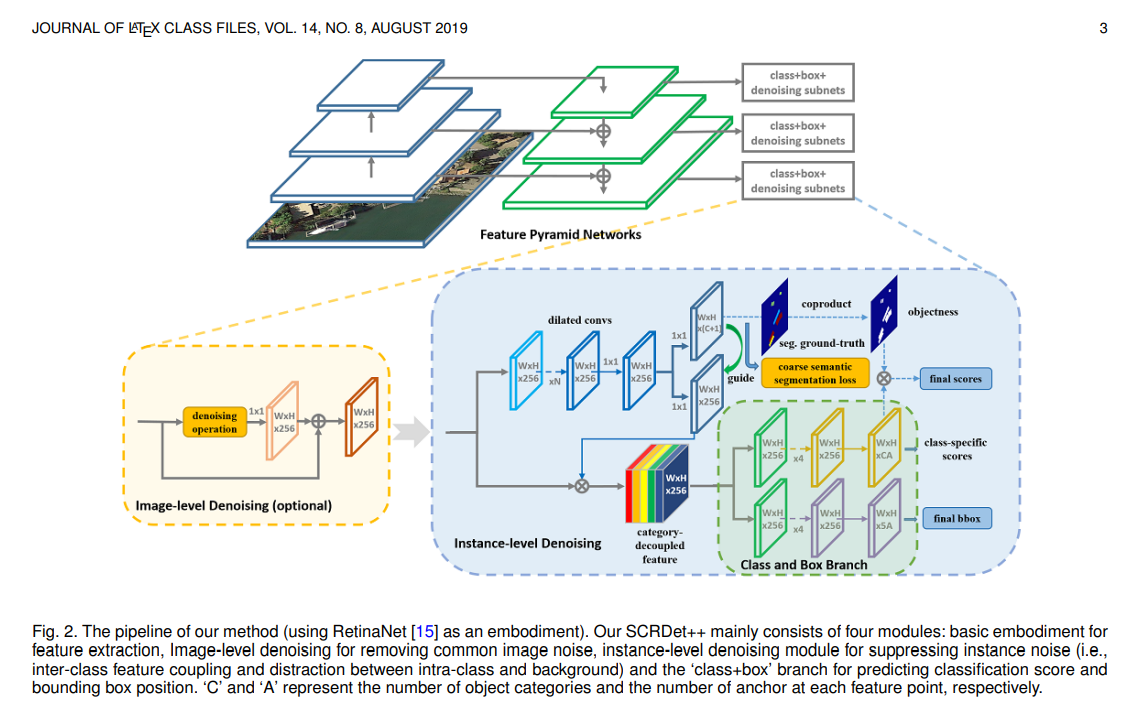 JOURNAL OF LATEX CLASS FILES, VOL. 14, NO. 8, AUGUST 2019
3
class+box+
denoising subnets
class+box+
denoising subnets
class+box+
denoising subnets
Feature Pyramid Networks
denoising
operation
1x1
WxH
x256
WxH
x256
Image-level Denoising (optional)
dilated convs
WxH
x256
xN
WxH
x256
1x1
WxH
x256
1x1
WxH
x(C+1)
1x1
WxH
x256
guide
coproduct
seg. ground-truth
objectness
coarse semantic
segmentation loss
final scores
WxH
x256
category-
decoupled
feature
Instance-level Denoising
WxH
x256
x4
WxH
x256
WxH
xCA
class-specific
scores
WxH
x256
x4
WxH
x256
WxH
x5A
final bbox
Class and Box Branch
Fig. 2. The pipeline of our method (using RetinaNet [15] as an embodiment). Our SCRDet++ mainly consists of four modules: basic embodiment for
feature extraction, Image-level denoising for removing common image noise, instance-level denoising module for suppressing instance noise (i.e.,
inter-class feature coupling and distraction between intra-class and background) and the ‘class+box’ branch for predicting classification score and
bounding box position. ‘C’ and ‘A’ represent the number of object categories and the number of anchor at each feature point, respectively.